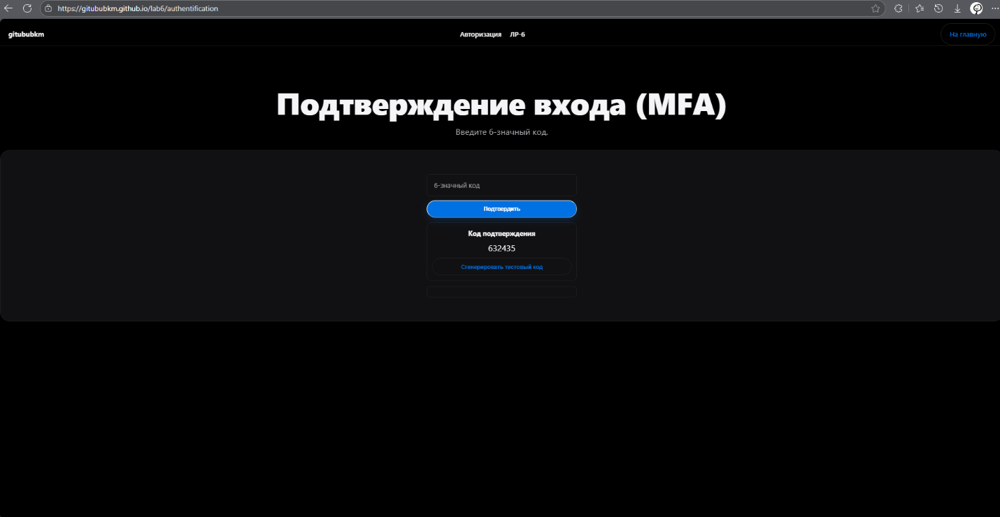 https://gitububkm.github.io/lab6/authentification
gitububkm Авторизация ЛР-6 На главную
Подтверждение входа (MFA)
Введите 6-значный код.
6-значный код
Подтвердить
Код подтверждения
632435
Сгенерировать тестовый код